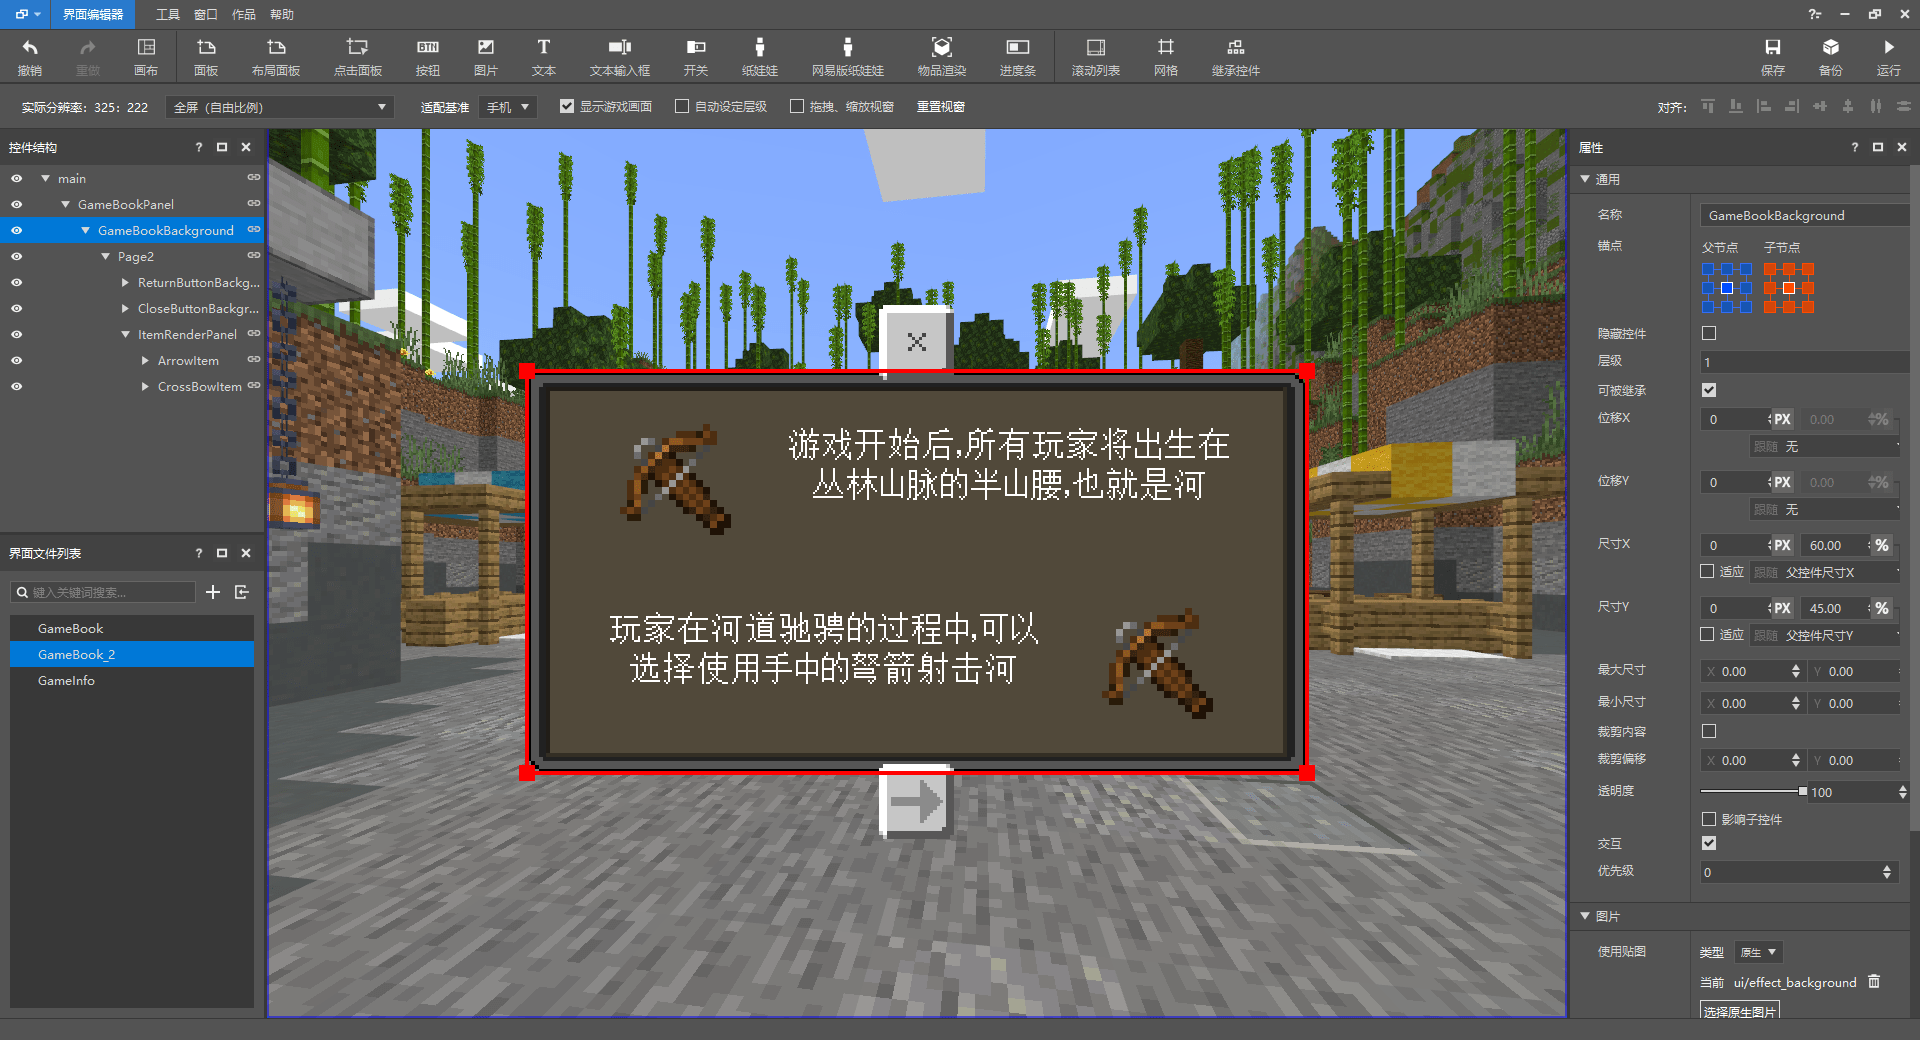 界面编辑器 工具 窗口 作品 帮助
撤销 重做 画布 面板 布局面板 点击面板 按钮 图片 文本 文本输入框 开关 纸娃娃 网易版纸娃娃 物品渲染 进度条 滚动列表 网格 继承控件 保存 备份 运行
实际分辨率：325：222 全屏（自由比例） 适配基准 手机 显示游戏画面 自动设定层级 拖拽、缩放视窗 重置视窗 对齐：
控件结构
main
GameBookPanel
GameBookBackground
Page2
ReturnButtonBackg...
CloseButtonBackgr...
ItemRenderPanel
ArrowItem
CrossBowItem
界面文件列表
键入关键词搜索...
GameBook
GameBook_2
GameInfo
游戏开始后,所有玩家将出生在
丛林山脉的半山腰,也就是河
玩家在河道驰骋的过程中,可以
选择使用手中的弩箭射击河
属性
通用
名称 GameBookBackground
锚点 父节点 子节点
隐藏控件
层级 1
可被继承
位移X 0 PX 0.00 %
跟随 无
位移Y 0 PX 0.00 %
跟随 无
尺寸X 0 PX 60.00 %
适应 跟随 父控件尺寸X
尺寸Y 0 PX 45.00 %
适应 跟随 父控件尺寸Y
最大尺寸 X 0.00 Y 0.00
最小尺寸 X 0.00 Y 0.00
裁剪内容
裁剪偏移 X 0.00 Y 0.00
透明度 100
影响子控件
交互
优先级 0
图片
使用贴图 类型 原生
当前 ui/effect_background
选择原生图片